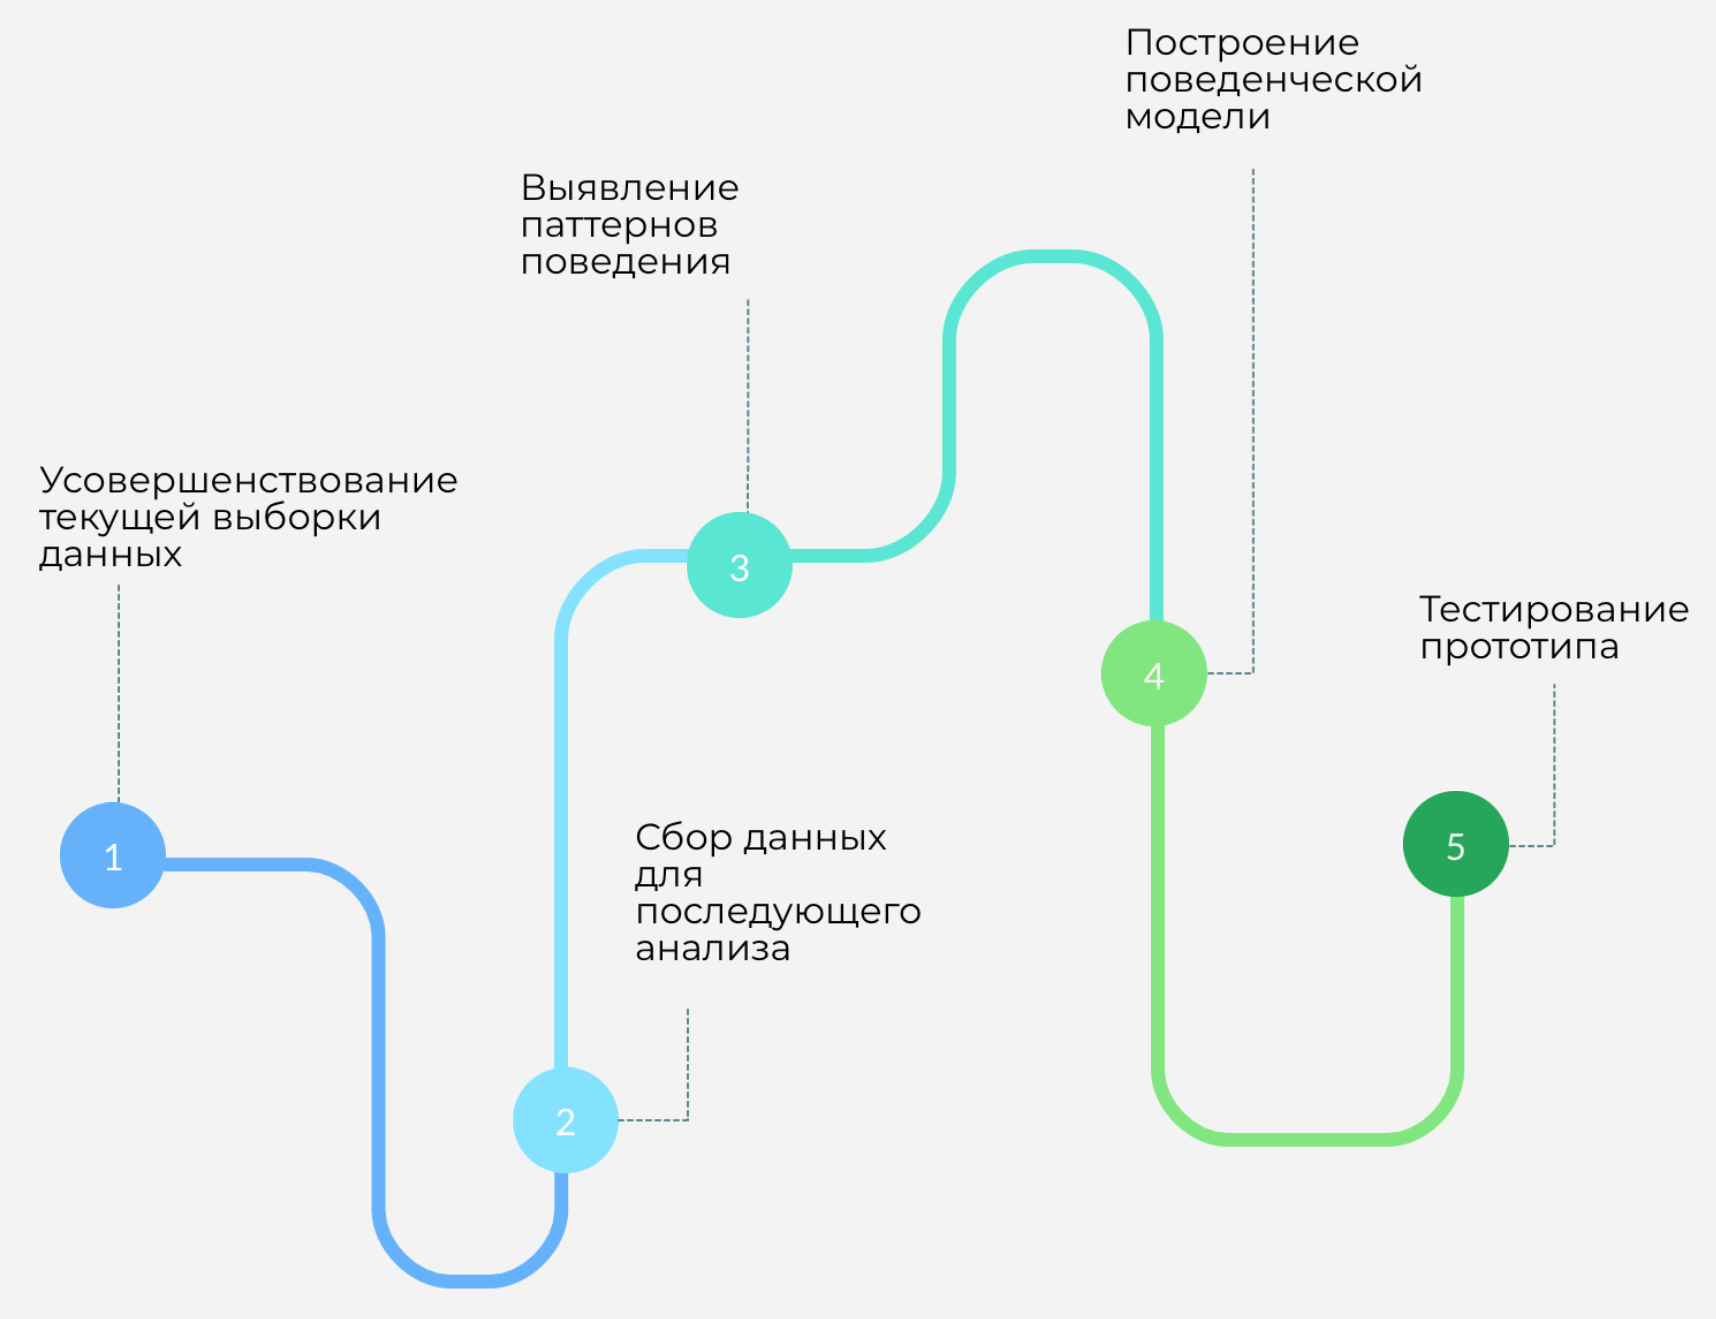 Построение
поведенческой
модели
Выявление
паттернов
поведения
Усовершенствование
текущей выборки
данных
3
Тестирование
прототипа
4
Сбор данных
для
последующего
анализа
5
1
2